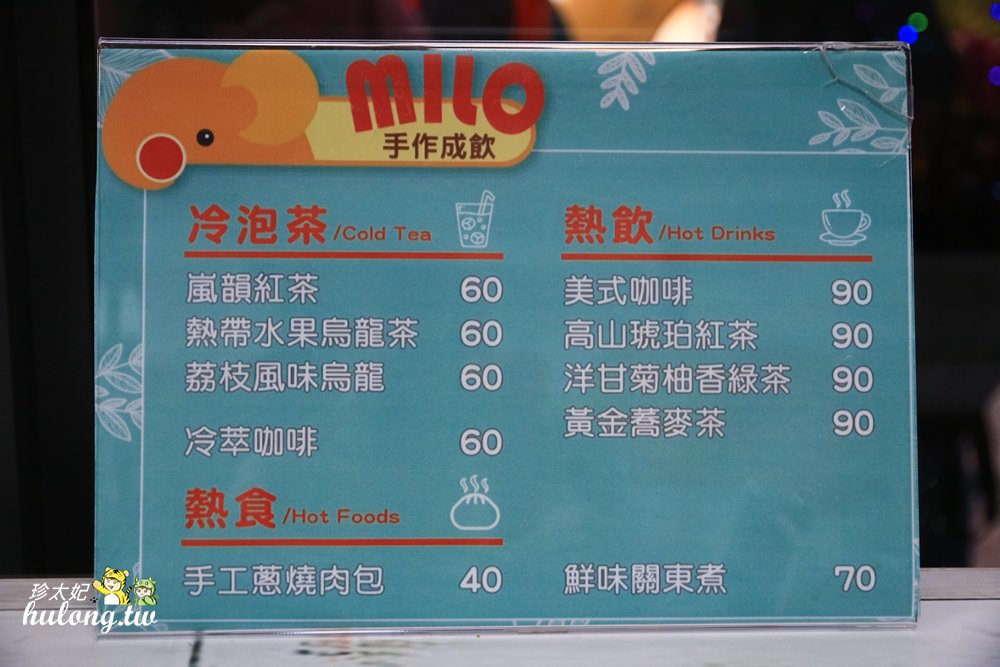 MILO
手作成飲
冷泡茶/Cold Tea
嵐韻紅茶 60
熱帶水果烏龍茶 60
荔枝風味烏龍 60
冷萃咖啡 60
熱飲/Hot Drinks
美式咖啡 90
高山琥珀紅茶 90
洋甘菊柚香綠茶 90
黃金蕎麥茶 90
熱食/Hot Foods
手工蔥燒肉包 40
鮮味關東煮 70
珍太妃
hulong.tw